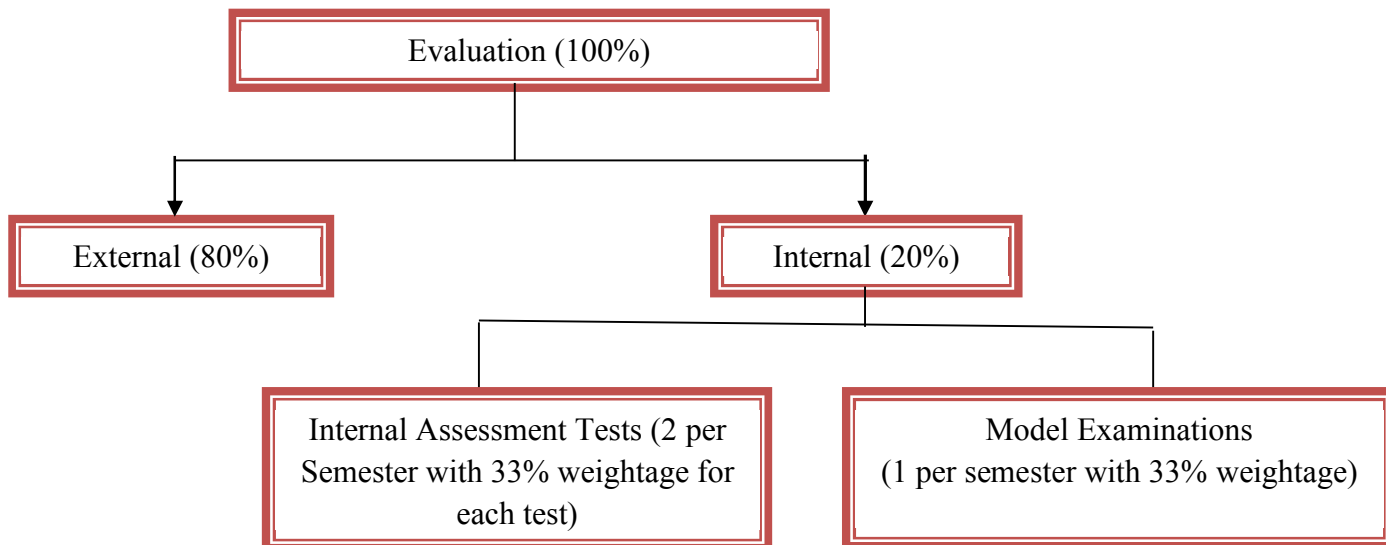 Evaluation (100%)
External (80%)
Internal (20%)
Internal Assessment Tests (2 per
Semester with 33% weightage for
each test)
Model Examinations
(1 per semester with 33% weightage)